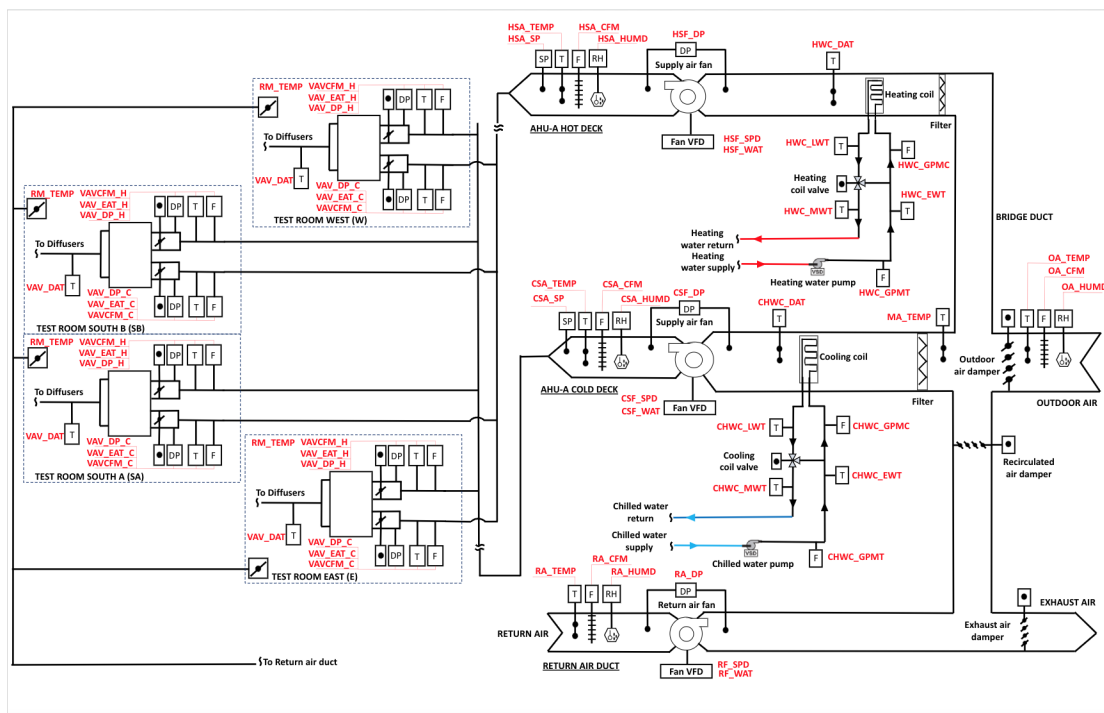 HSA_TEMP
HSA_SP
HSA_CFM
HSA_HUMD
SP
T
F
RH
HSF_DP
DP
Supply air fan
HWC_DAT
T
Heating coil
Filter
AHU-A HOT DECK
Fan VFD
HSF_SPD
HSF_WAT
HWC_LWT
T
F
HWC_GPMC
Heating
coil valve
HWC_EWT
HWC_MWT
T
T
Heating
water return
Heating
water supply
VSD
Heating water pump
F
HWC_GPMT
BRIDGE DUCT
RM_TEMP
VAVCFM_H
VAV_EAT_H
VAV_DP_H
DP
T
F
To Diffusers
T
VAV_DAT
VAV_DP_C
VAV_EAT_C
VAVCFM_C
DP
T
F
TEST ROOM WEST (W)
RM_TEMP
VAVCFM_H
VAV_EAT_H
VAV_DP_H
DP
T
F
To Diffusers
T
VAV_DAT
VAV_DP_C
VAV_EAT_C
VAVCFM_C
DP
T
F
TEST ROOM SOUTH B (SB)
RM_TEMP
VAVCFM_H
VAV_EAT_H
VAV_DP_H
DP
T
F
To Diffusers
T
VAV_DAT
VAV_DP_C
VAV_EAT_C
VAVCFM_C
DP
T
F
TEST ROOM SOUTH A (SA)
RM_TEMP
VAVCFM_H
VAV_EAT_H
VAV_DP_H
DP
T
F
To Diffusers
T
VAV_DAT
VAV_DP_C
VAV_EAT_C
VAVCFM_C
DP
T
F
TEST ROOM EAST (E)
CSA_TEMP
CSA_SP
CSA_CFM
CSA_HUMD
SP
T
F
RH
CSF_DP
DP
Supply air fan
CHWC_DAT
T
MA_TEMP
T
Cooling coil
Filter
AHU-A COLD DECK
Fan VFD
CSF_SPD
CSF_WAT
OA_TEMP
OA_CFM
OA_HUMD
T
F
RH
Outdoor
air damper
OUTDOOR AIR
CHWC_LWT
T
F
CHWC_GPMC
Cooling
coil valve
CHWC_MWT
T
T
CHWC_EWT
Recirculated
air damper
Chilled water
return
Chilled water
supply
VSD
Chilled water pump
F
CHWC_GPMT
RA_TEMP
RA_CFM
RA_HUMD
T
F
RH
RA_DP
DP
Return air fan
RETURN AIR
RETURN AIR DUCT
Fan VFD
RF_SPD
RF_WAT
EXHAUST AIR
Exhaust air
damper
To Return air duct